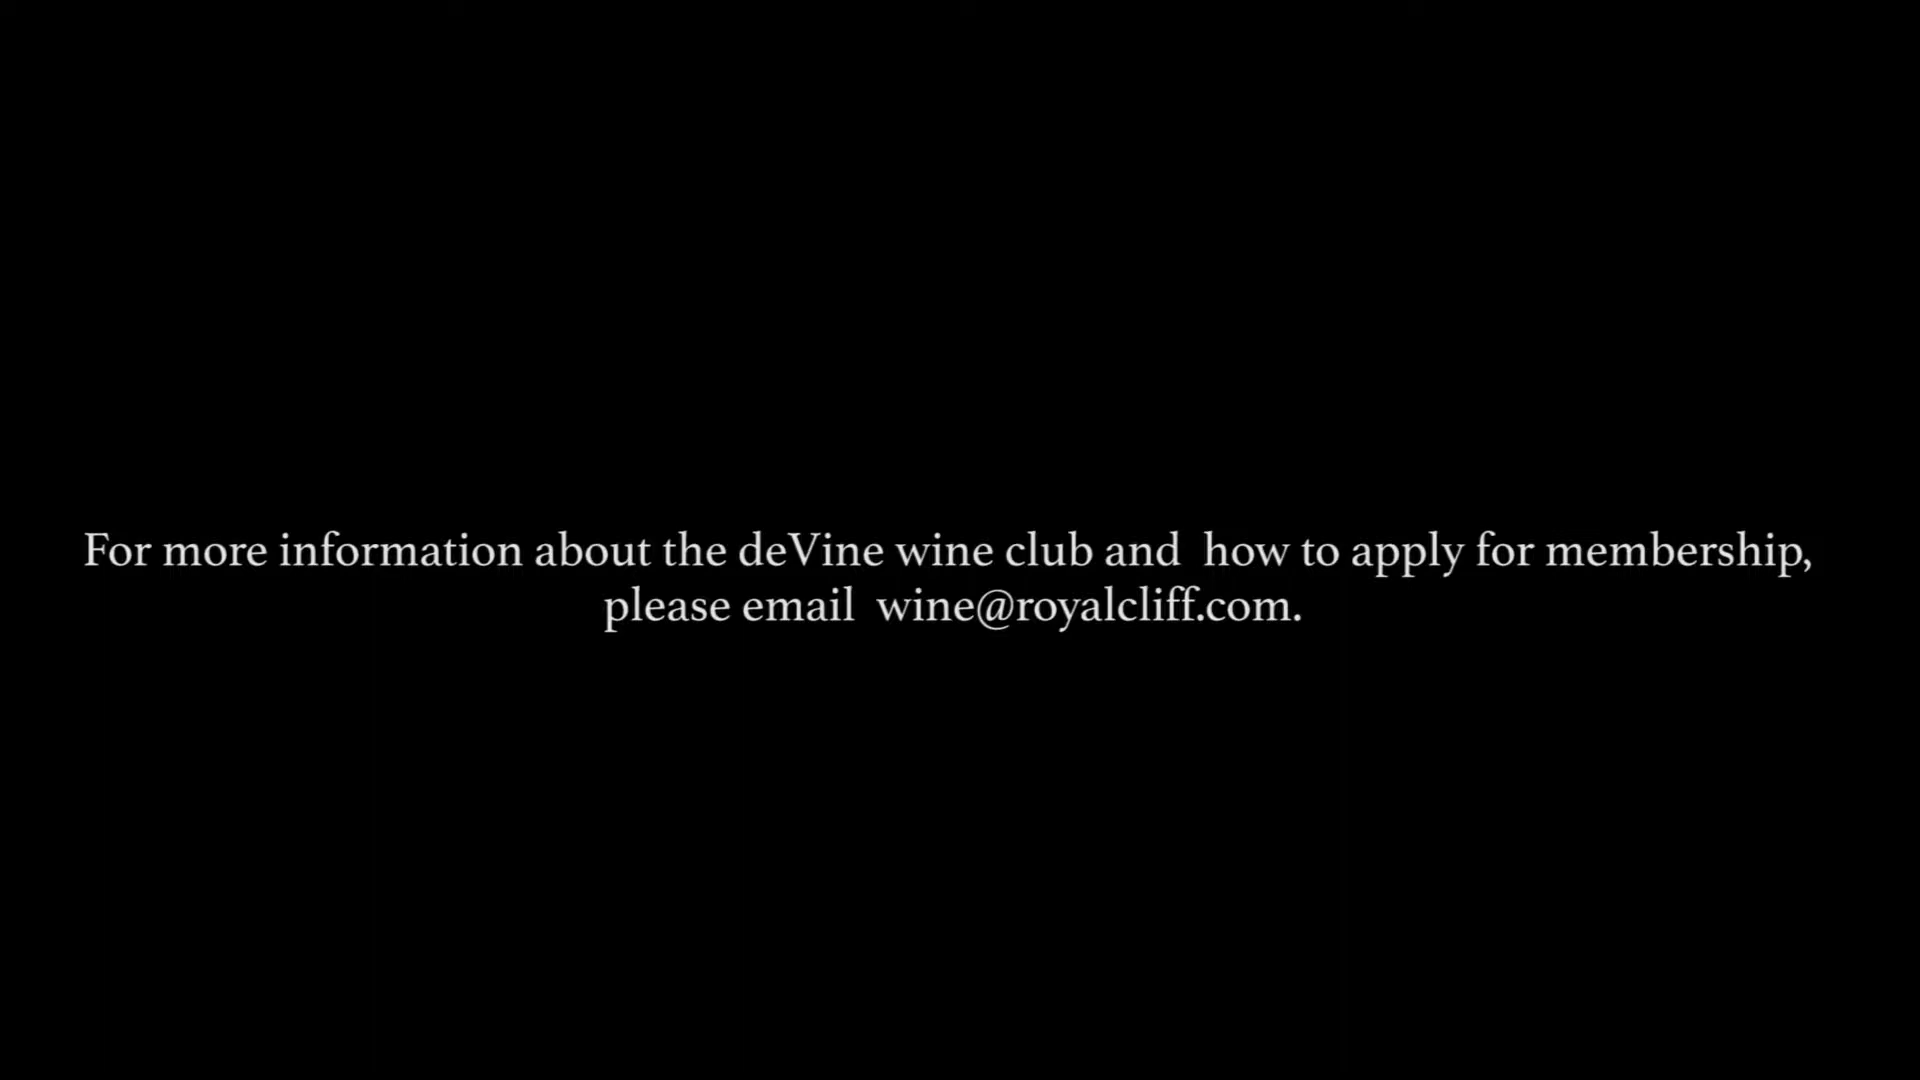 For more information about the deVine wine club and  how to apply for membership,
please email  wine@royalcliff.com.